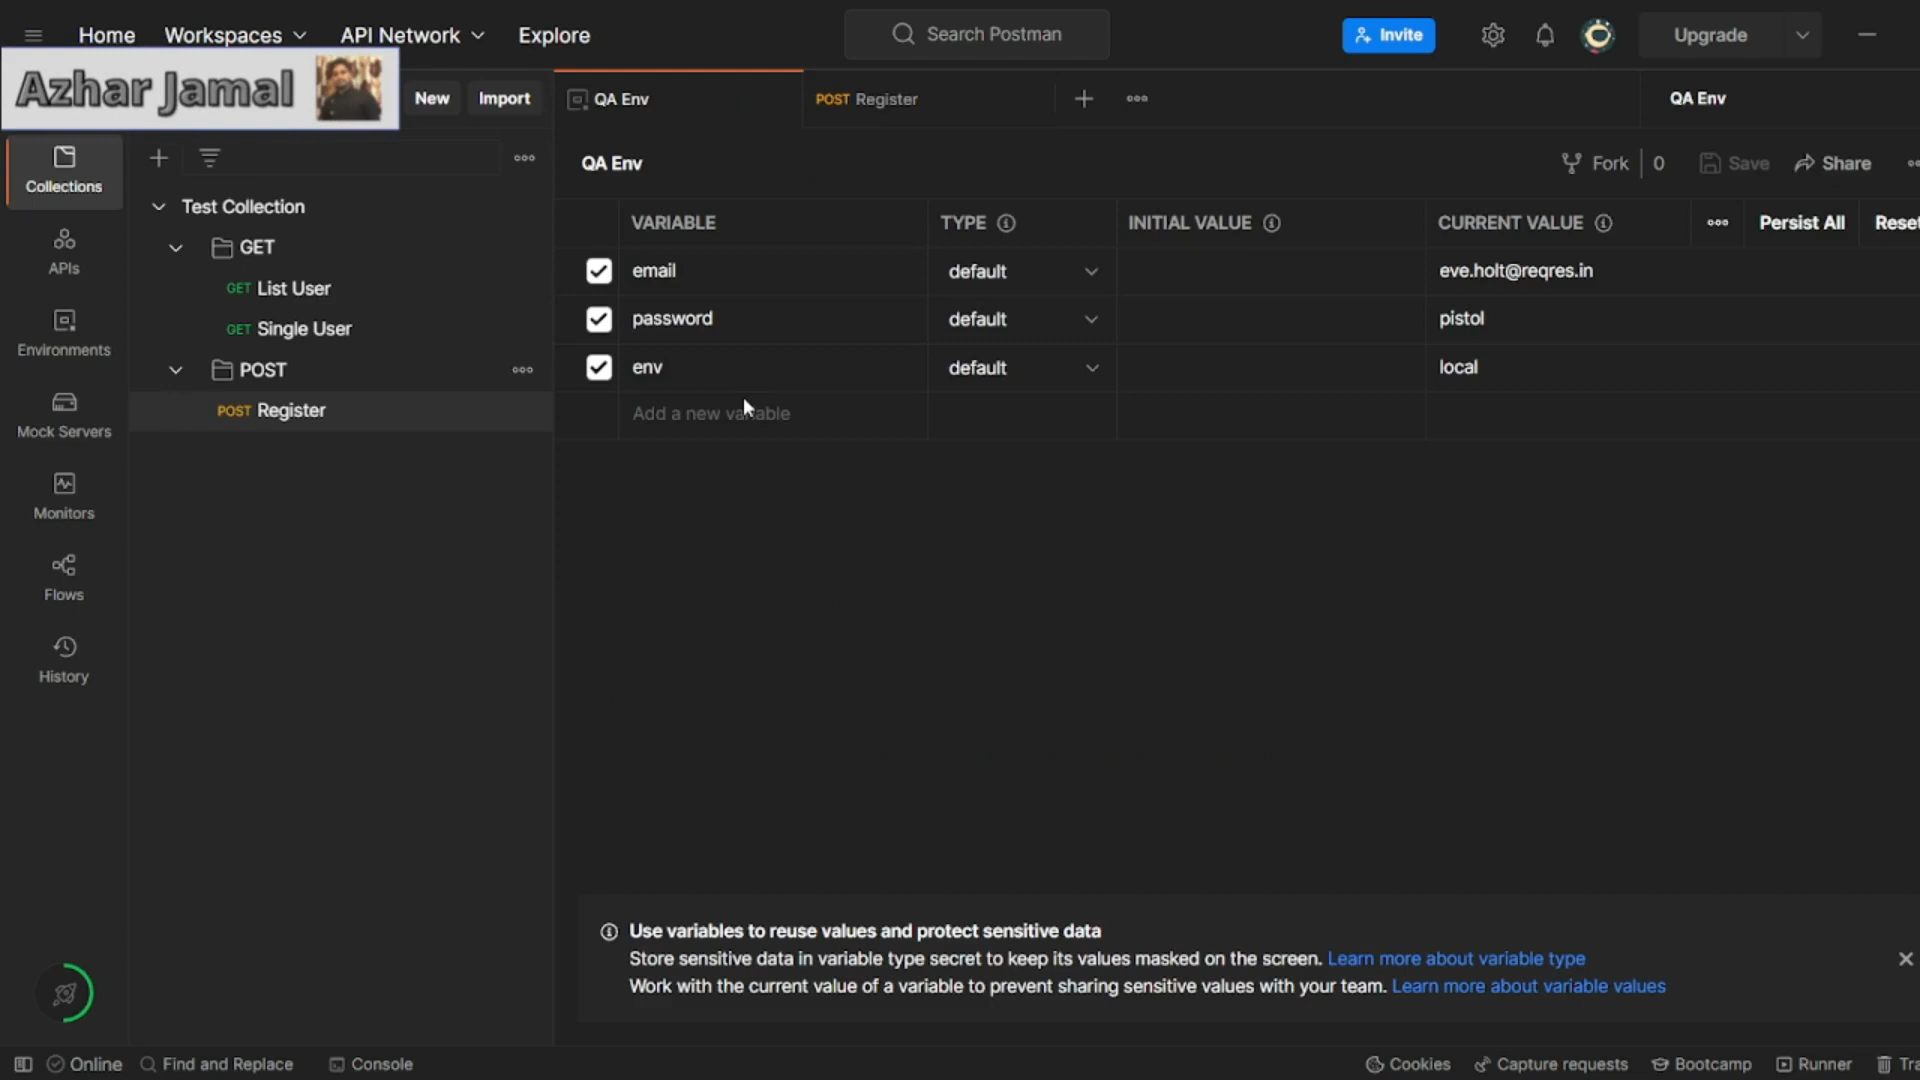 Home Workspaces API Network Explore Search Postman Invite Upgrade
Azhar Jamal New Import QA Env POST Register QA Env
Collections
QA Env Fork 0 Save Share
Test Collection
VARIABLE TYPE INITIAL VALUE CURRENT VALUE Persist All Reset
GET
APIs
email default eve.holt@reqres.in
GET List User
password default pistol
GET Single User
Environments
env default local
POST
POST Register
Add a new variable
Mock Servers
Monitors
Flows
History
Use variables to reuse values and protect sensitive data
Store sensitive data in variable type secret to keep its values masked on the screen. Learn more about variable type
Work with the current value of a variable to prevent sharing sensitive values with your team. Learn more about variable values
Online Find and Replace Console Cookies Capture requests Bootcamp Runner